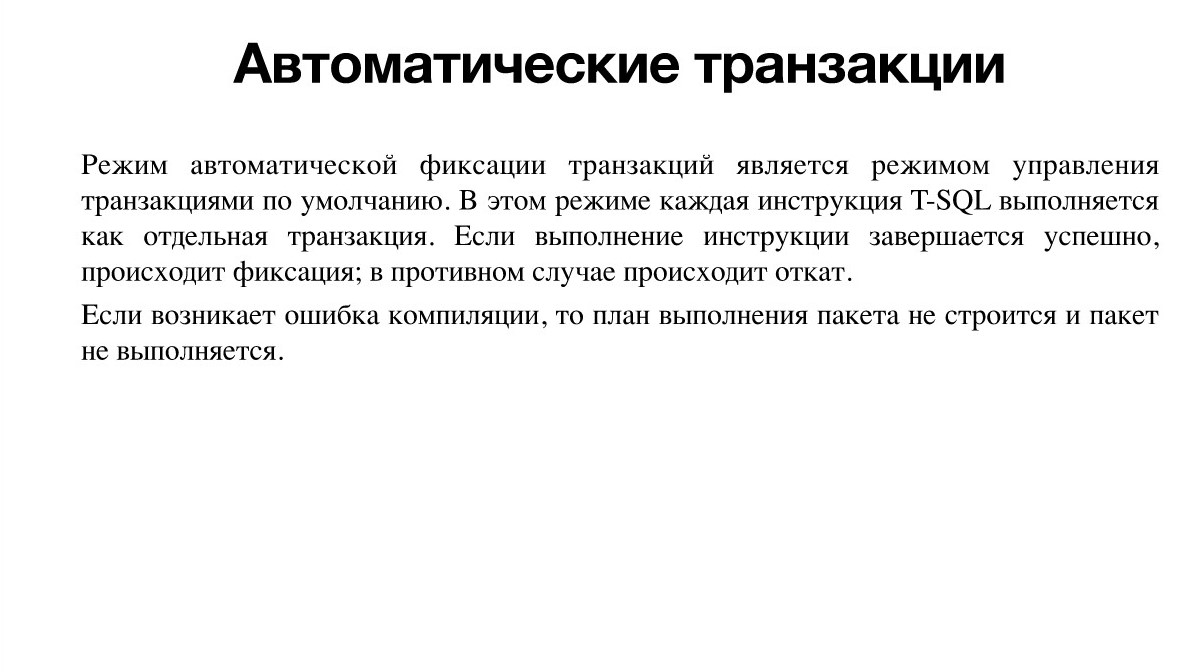 Автоматические транзакции
Режим автоматической фиксации транзакций является режимом управления
транзакциями по умолчанию. В этом режиме каждая инструкция T-SQL выполняется
как отдельная транзакция. Если выполнение инструкции завершается успешно,
происходит фиксация; в противном случае происходит откат.
Если возникает ошибка компиляции, то план выполнения пакета не строится и пакет
не выполняется.